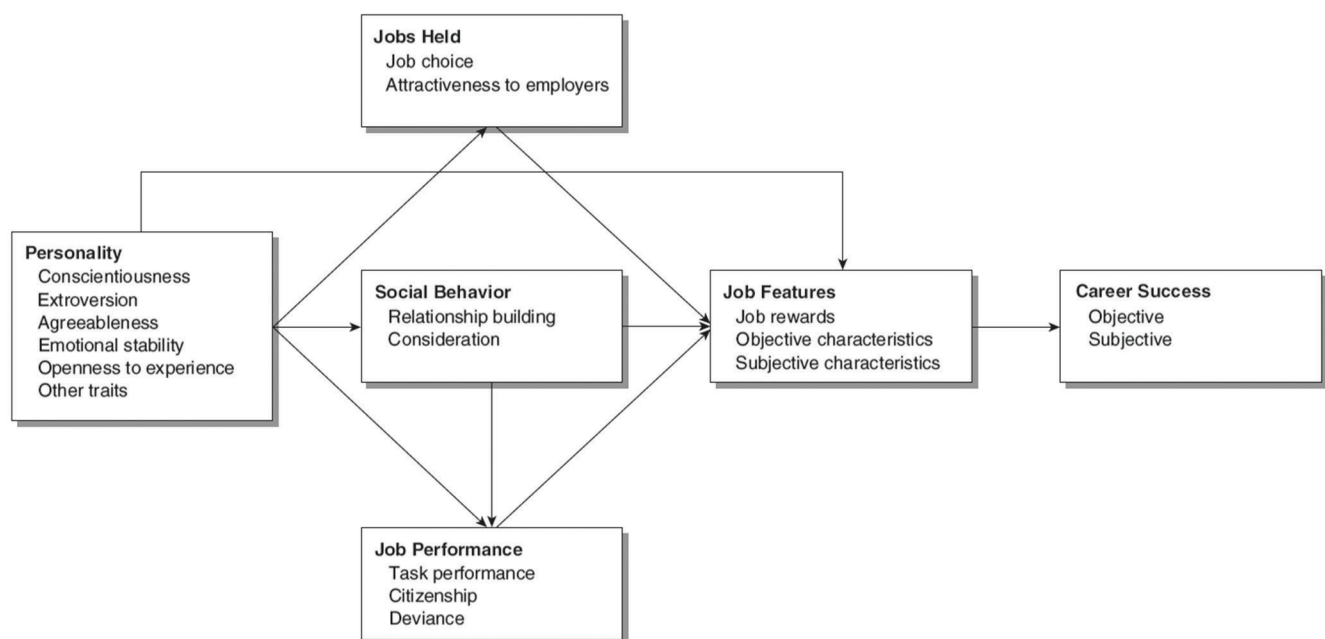 Jobs Held
Job choice
Attractiveness to employers
Personality
Conscientiousness
Extroversion
Agreeableness
Emotional stability
Openness to experience
Other traits
Social Behavior
Relationship building
Consideration
Job Features
Job rewards
Objective characteristics
Subjective characteristics
Career Success
Objective
Subjective
Job Performance
Task performance
Citizenship
Deviance